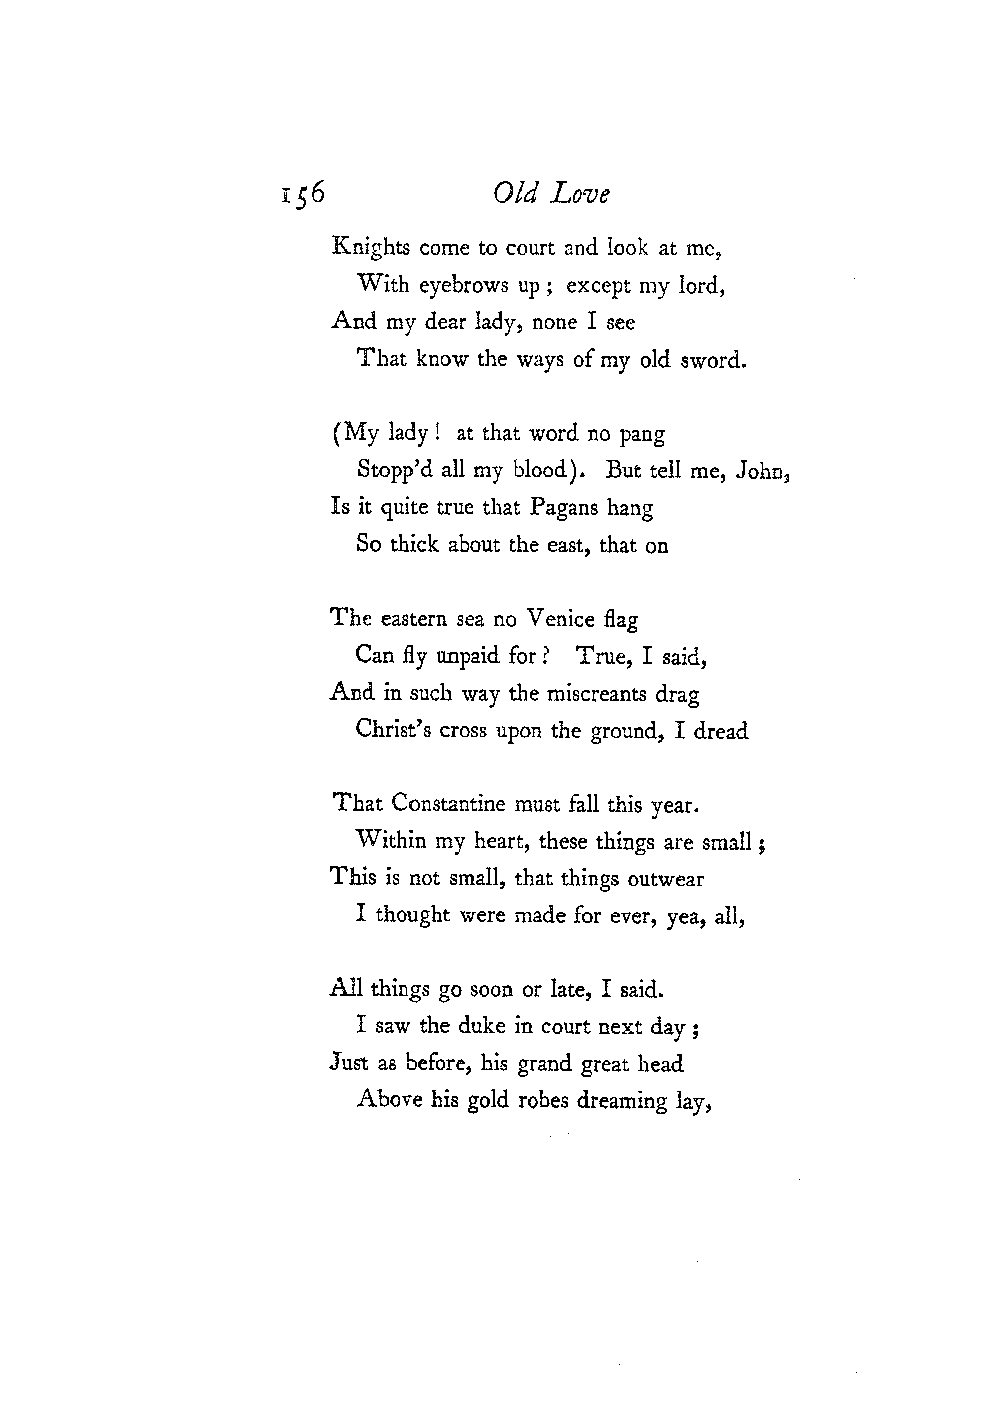 156 Old Love
Knights come to court and look at me,
With eyebrows up; except my lord,
And my dear lady, none I see
That know the ways of my old sword.
(My lady! at that word no pang
Stopp'd all my blood). But tell me, John,
Is it quite true that Pagans hang
So thick about the east, that on
The eastern sea no Venice flag
Can fly unpaid for? True, I said,
And in such way the miscreants drag
Christ's cross upon the ground, I dread
That Constantine must fall this year.
Within my heart, these things are small;
This is not small, that things outwear
I thought were made for ever, yea, all,
All things go soon or late, I said.
I saw the duke in court next day;
Just as before, his grand great head
Above his gold robes dreaming lay,